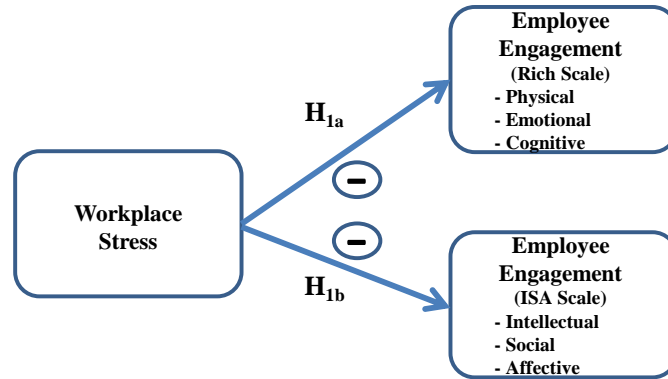 Workplace
Stress
H1a
−
−
H1b
Employee
Engagement
(Rich Scale)
- Physical
- Emotional
- Cognitive
Employee
Engagement
(ISA Scale)
- Intellectual
- Social
- Affective